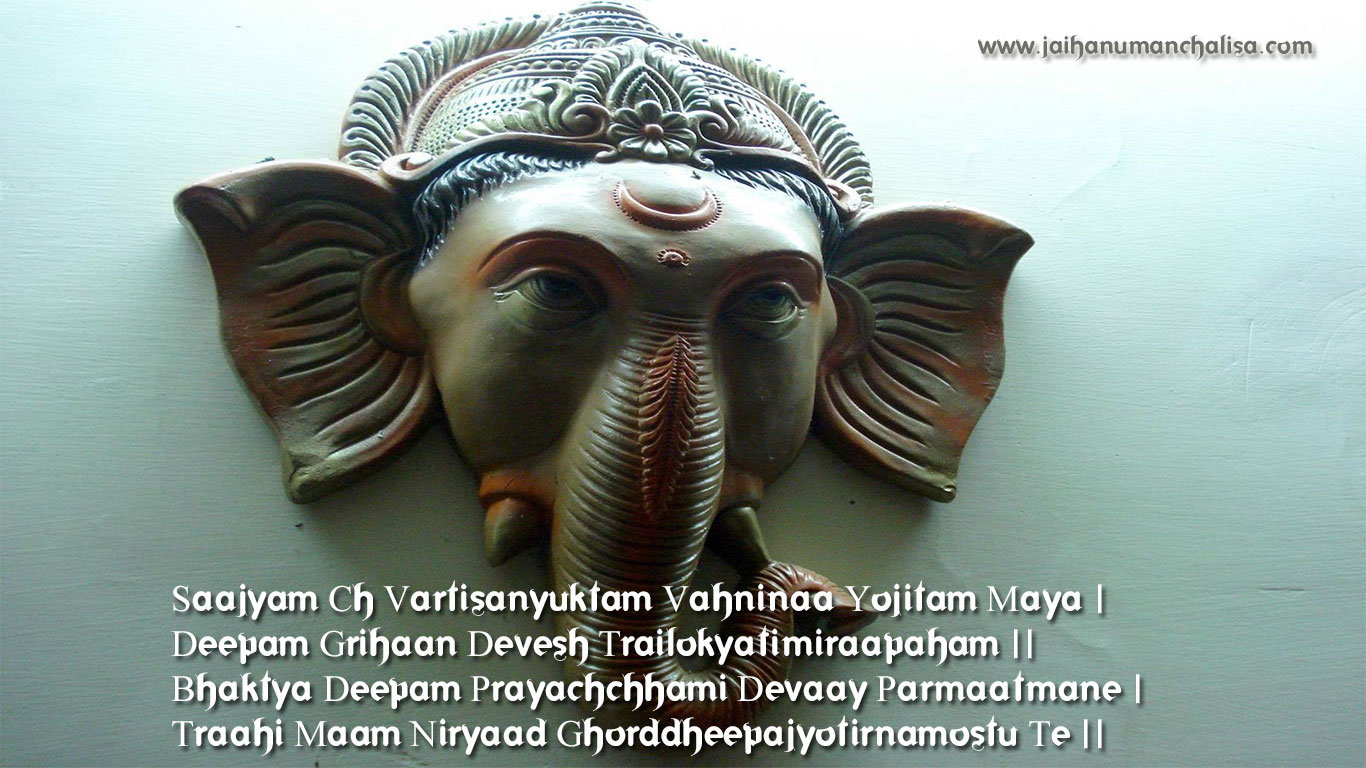 www.jaihanumanchalisa.com
Saajyam Ch Vartisanyuktam Vahninaa Yojitam Maya |
Deepam Grihaan Devesh Trailokyatimiraapaham ||
Bhaktya Deepam Prayachchhami Devaay Parmaatmane |
Traahi Maam Niryaad Ghorddheepajyotirnamostu Te ||